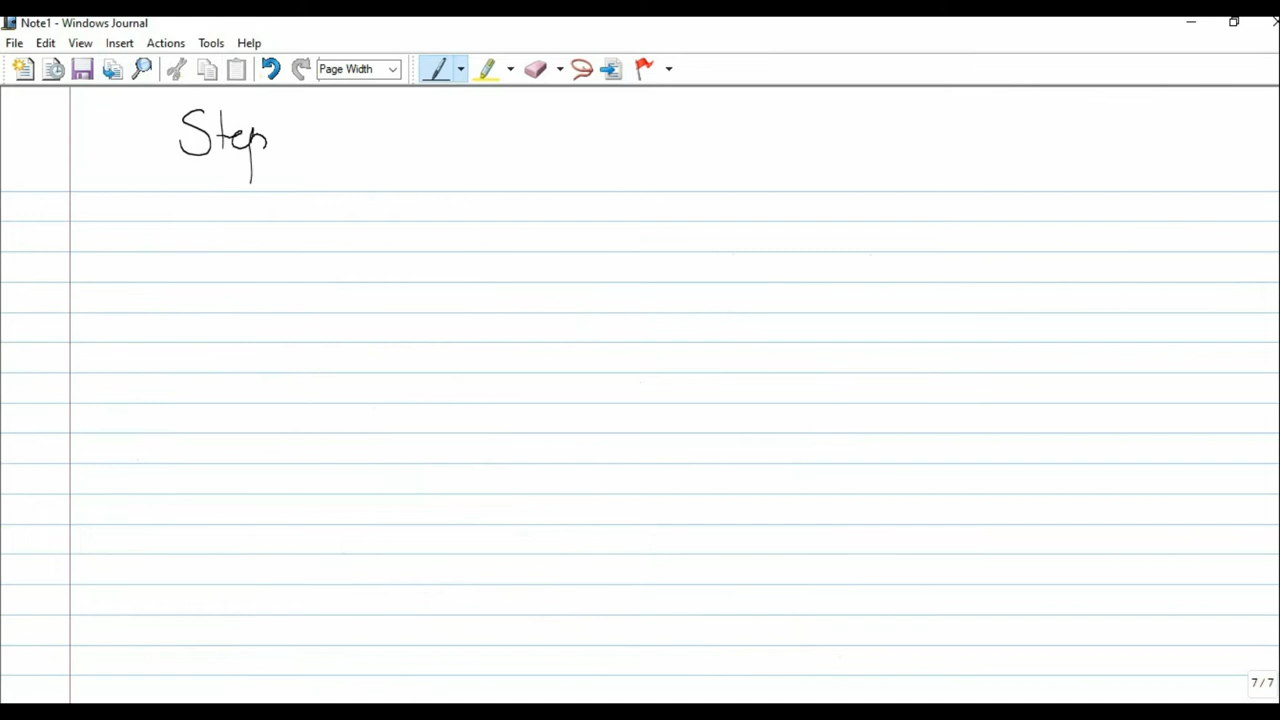 Note1 - Windows Journal
File Edit View Insert Actions Tools Help
Page Width
Step
7 / 7